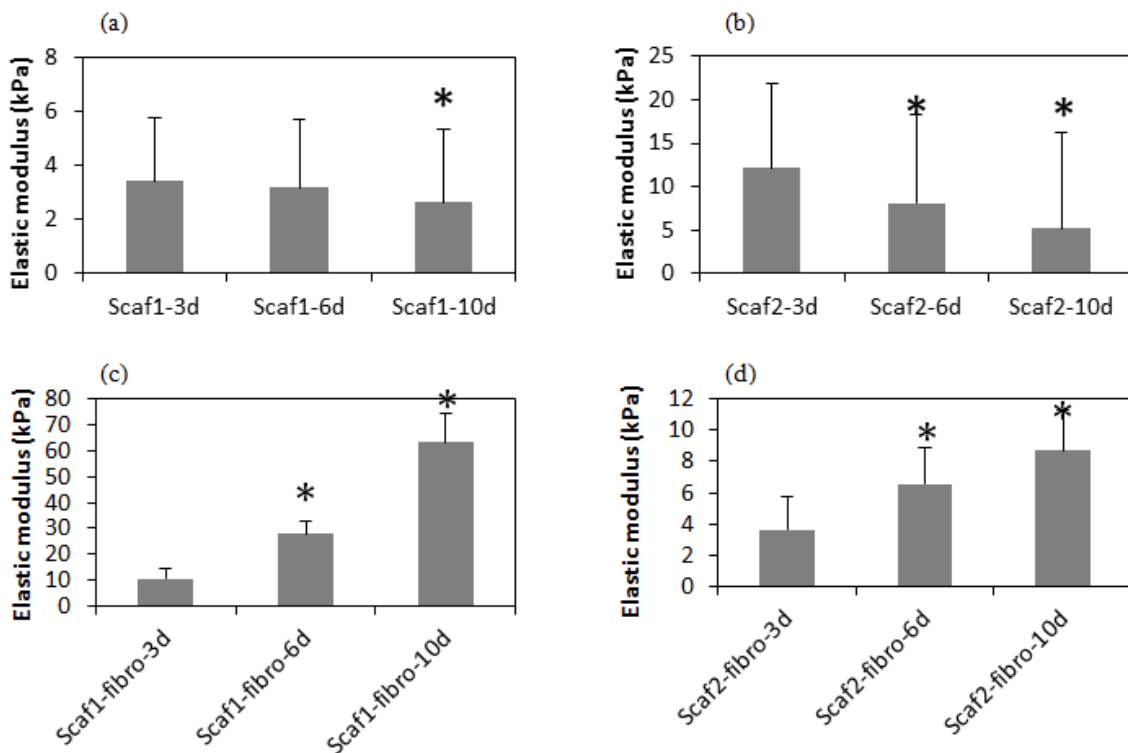 (a)
Elastic modulus (kPa)
8
6
4
2
0
*
Scaf1-3d Scaf1-6d Scaf1-10d
(b)
Elastic modulus (kPa)
25
20
15
10
5
0
* *
Scaf2-3d Scaf2-6d Scaf2-10d
(c)
Elastic modulus (kPa)
80
70
60
50
40
30
20
10
0
*
*
Scaf1-fibro-3d
Scaf1-fibro-6d
Scaf1-fibro-10d
(d)
Elastic modulus (kPa)
12
10
8
6
4
2
0
*
*
Scaf2-fibro-3d
Scaf2-fibro-6d
Scaf2-fibro-10d